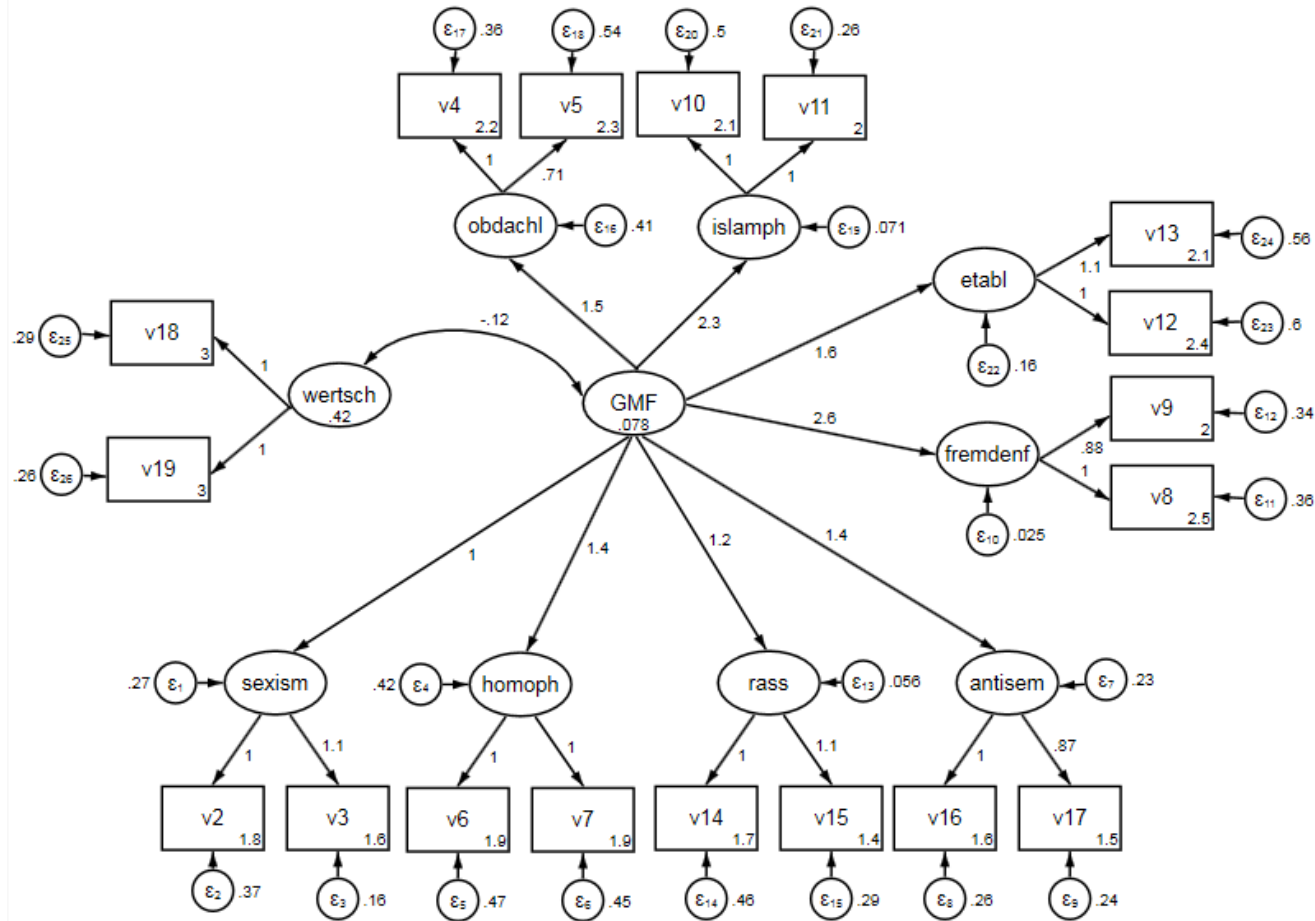 ε17 .36
ε18 .54
ε20 .5
ε21 .26
v4 2.2
v5 2.3
v10 2.1
v11 2
1
.71
1
1
obdachl
ε16 .41
islamph
ε19 .071
v13 2.1
ε24 .56
1.1
etabl
1
v12 2.4
ε23 .6
ε22 .16
1.5
2.3
1.6
-.12
.29 ε25
v18 3
1
wertsch .42
GMF .078
2.6
v9 2
ε12 .34
.88
fremdenf
1
v8 2.5
ε11 .36
ε10 .025
1
.26 ε26
v19 3
1
1.4
1.2
1.4
.27 ε1
sexism
.42 ε4
homoph
rass
ε13 .056
antisem
ε7 .23
1
1.1
1
1
1
1.1
1
.87
v2 1.8
v3 1.6
v6 1.9
v7 1.9
v14 1.7
v15 1.4
v16 1.6
v17 1.5
ε2 .37
ε3 .16
ε5 .47
ε6 .45
ε14 .46
ε15 .29
ε8 .26
ε9 .24